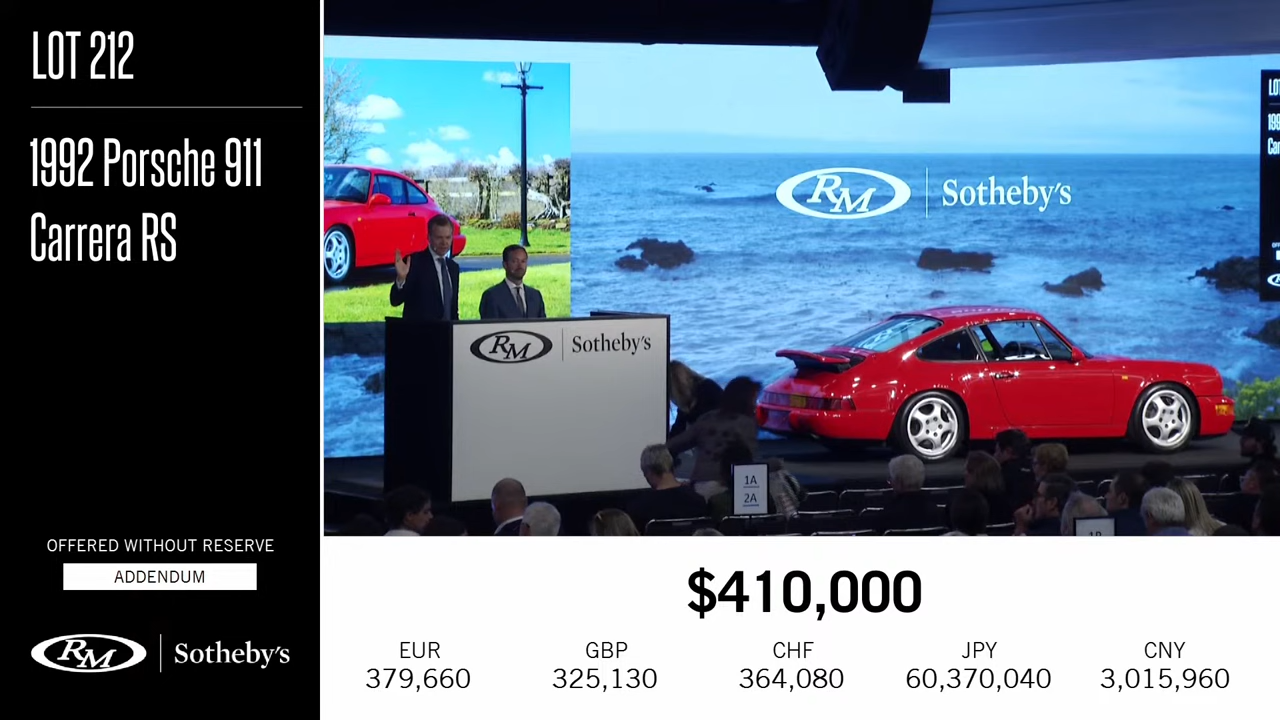 LOT 212
1992 Porsche 911
Carrera RS
OFFERED WITHOUT RESERVE
ADDENDUM
RM Sotheby's
RM Sotheby's
RM Sotheby's
1A
2A
$410,000
EUR
379,660
GBP
325,130
CHF
364,080
JPY
60,370,040
CNY
3,015,960